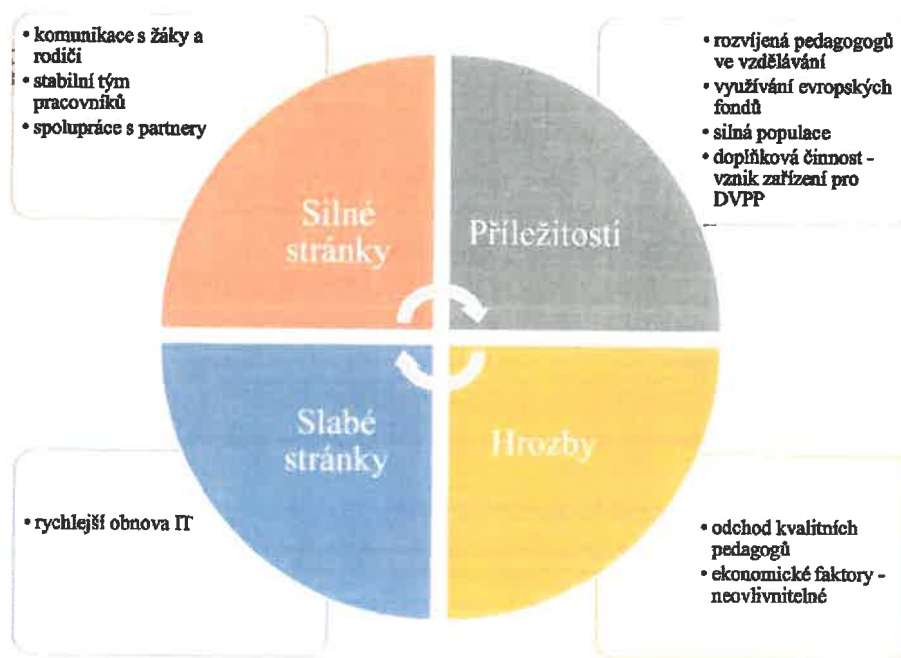 • komunikace s žáky a
rodiči
• stabilní tým
pracovníků
• spolupráce s partnery
• rozvíjená pedagogogů
ve vzdělávání
• využívání evropských
fondů
• silná populace
• doplňková činnost -
vznik zařízení pro
DVPP
Silné
stránky
Příležitosti
Slabé
stránky
Hrozby
• rychlejší obnova IT
• odchod kvalitních
pedagogů
• ekonomické faktory -
neovlivnitelné